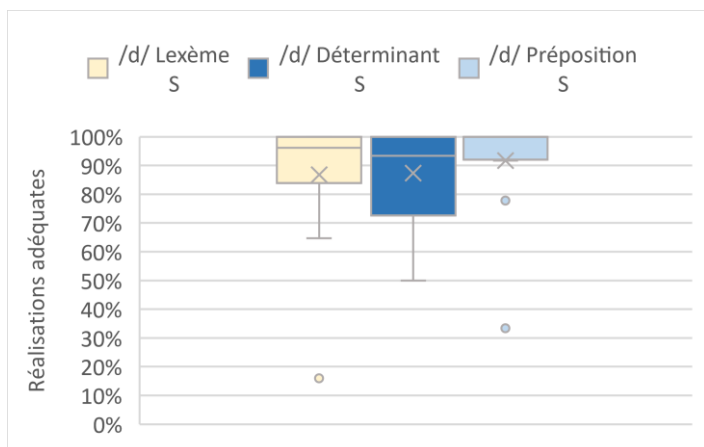 /d/ Lexème S
/d/ Déterminant S
/d/ Préposition S
Réalisations adéquates
100%
90%
80%
70%
60%
50%
40%
30%
20%
10%
0%